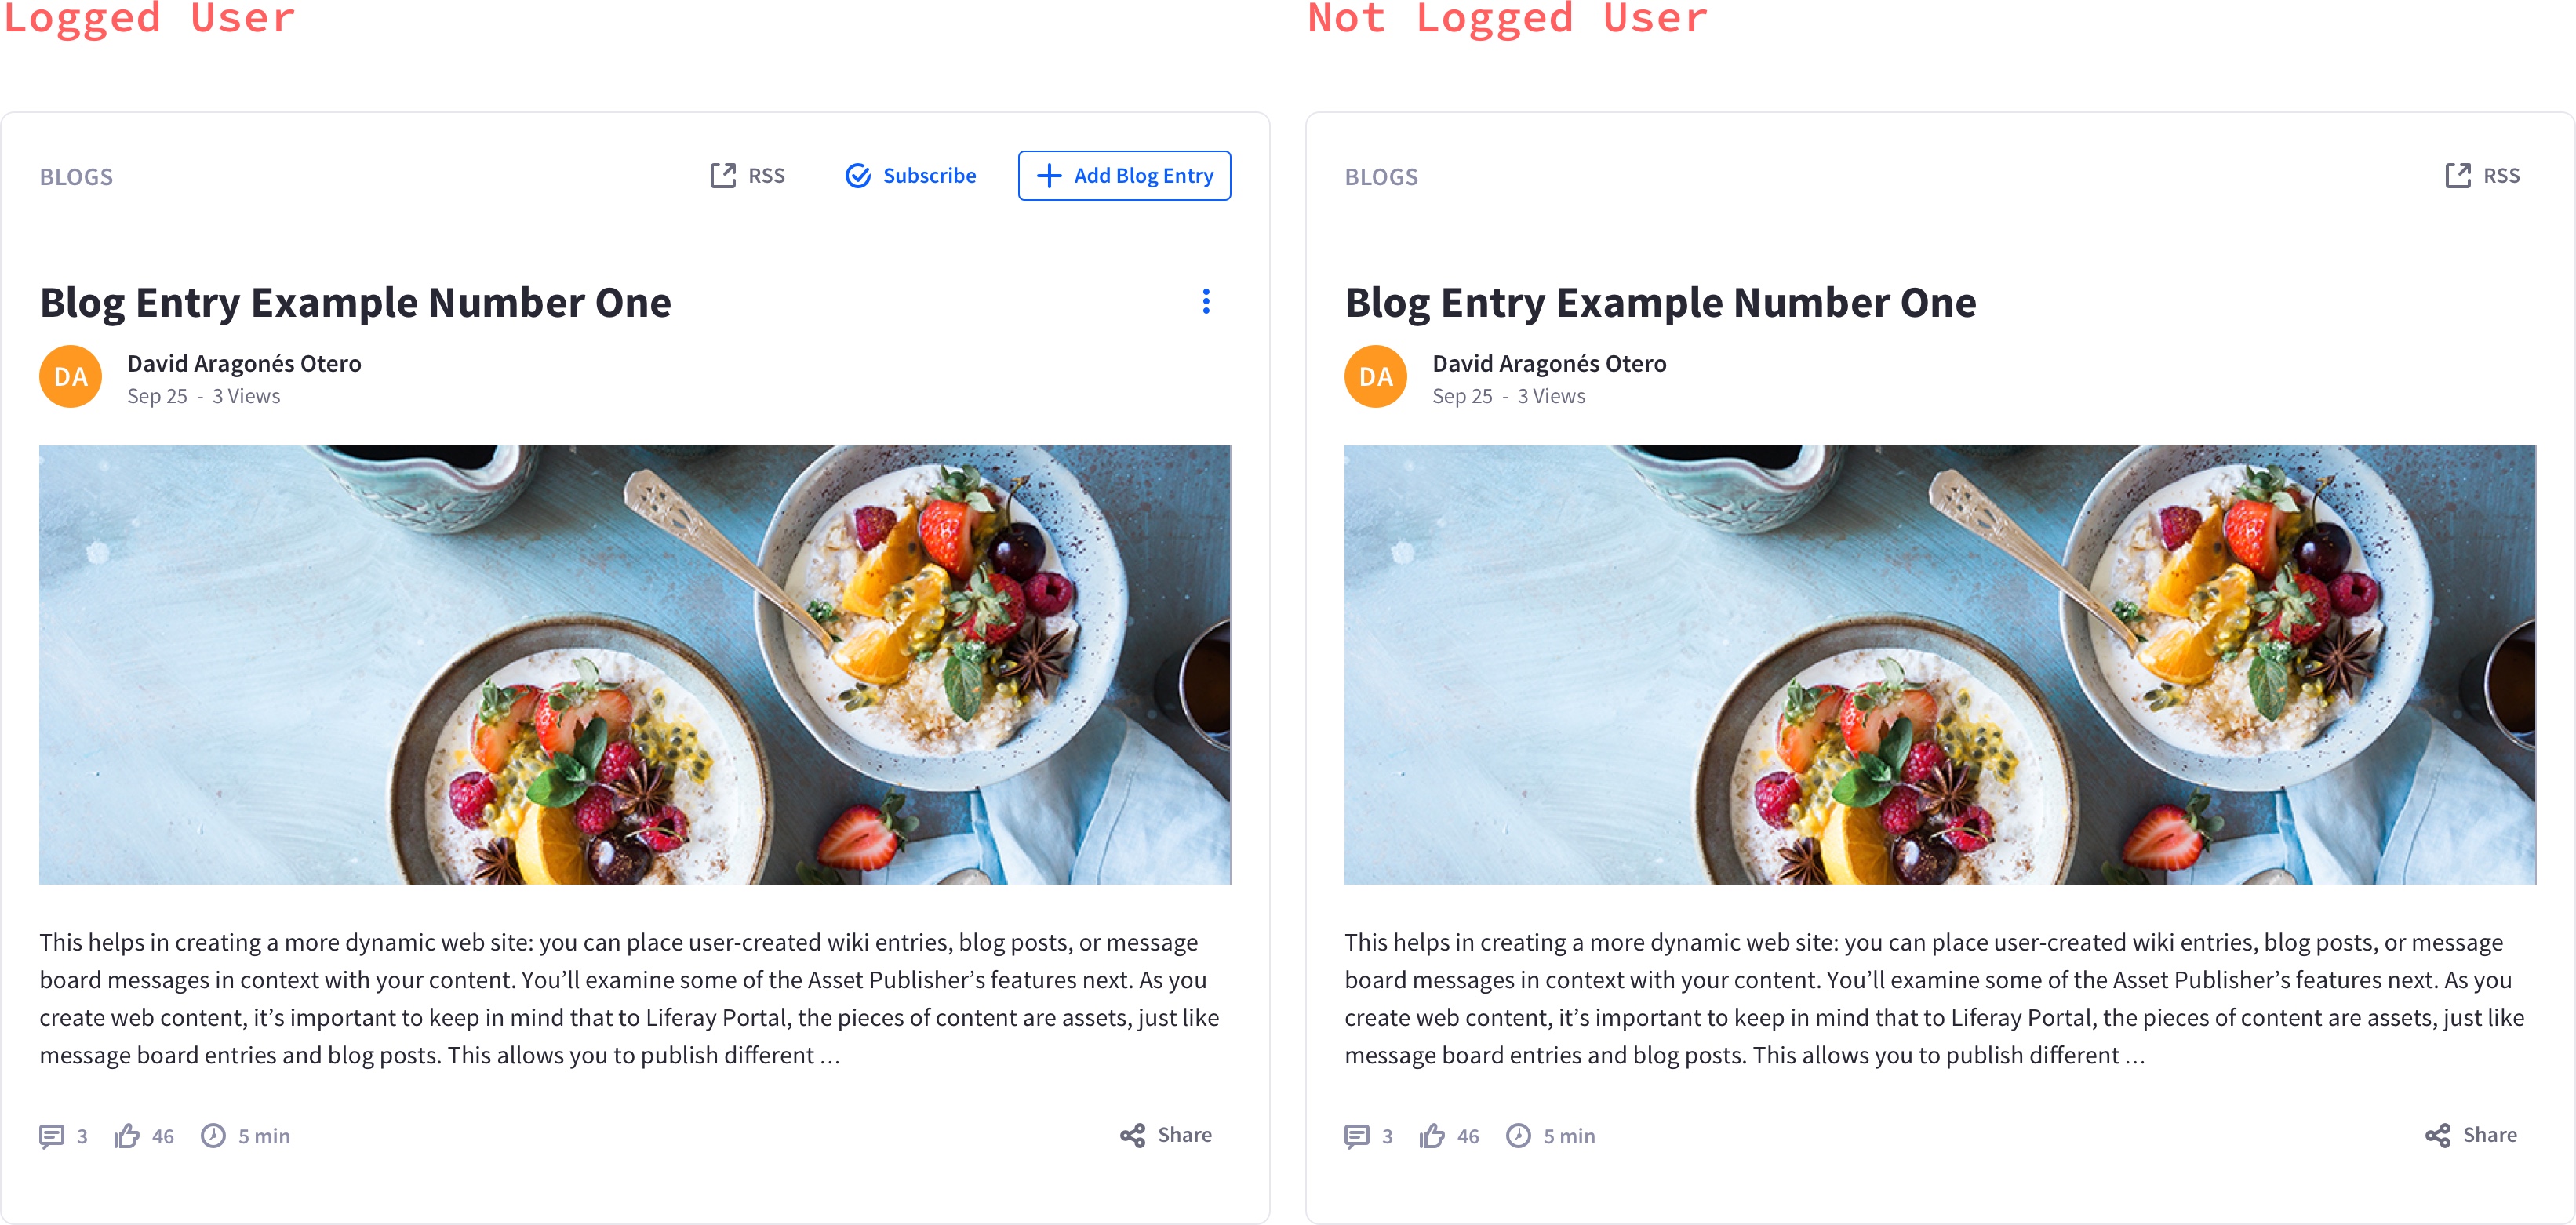 Logged User
BLOGS
RSS
Subscribe
Add Blog Entry
Blog Entry Example Number One
DA
David Aragonés Otero
Sep 25 - 3 Views
This helps in creating a more dynamic web site: you can place user-created wiki entries, blog posts, or message
board messages in context with your content. You’ll examine some of the Asset Publisher’s features next. As you
create web content, it’s important to keep in mind that to Liferay Portal, the pieces of content are assets, just like
message board entries and blog posts. This allows you to publish different …
3
46
5 min
Share
Not Logged User
BLOGS
RSS
Blog Entry Example Number One
DA
David Aragonés Otero
Sep 25 - 3 Views
This helps in creating a more dynamic web site: you can place user-created wiki entries, blog posts, or message
board messages in context with your content. You’ll examine some of the Asset Publisher’s features next. As you
create web content, it’s important to keep in mind that to Liferay Portal, the pieces of content are assets, just like
message board entries and blog posts. This allows you to publish different …
3
46
5 min
Share